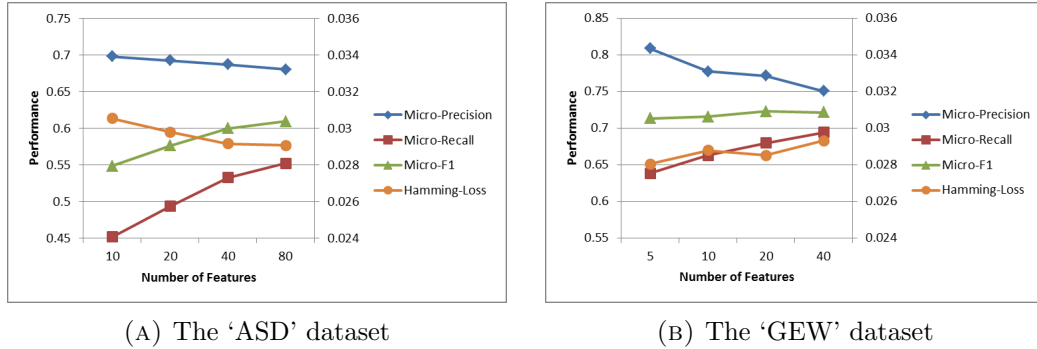 0.75
0.7
0.65
0.6
0.55
0.5
0.45
Performance
0.036
0.034
0.032
0.03
0.028
0.026
0.024
10 20 40 80
Number of Features
Micro-Precision
Micro-Recall
Micro-F1
Hamming-Loss
(A) The ‘ASD’ dataset
0.85
0.8
0.75
0.7
0.65
0.6
0.55
Performance
0.036
0.034
0.032
0.03
0.028
0.026
0.024
5 10 20 40
Number of Features
Micro-Precision
Micro-Recall
Micro-F1
Hamming-Loss
(B) The ‘GEW’ dataset